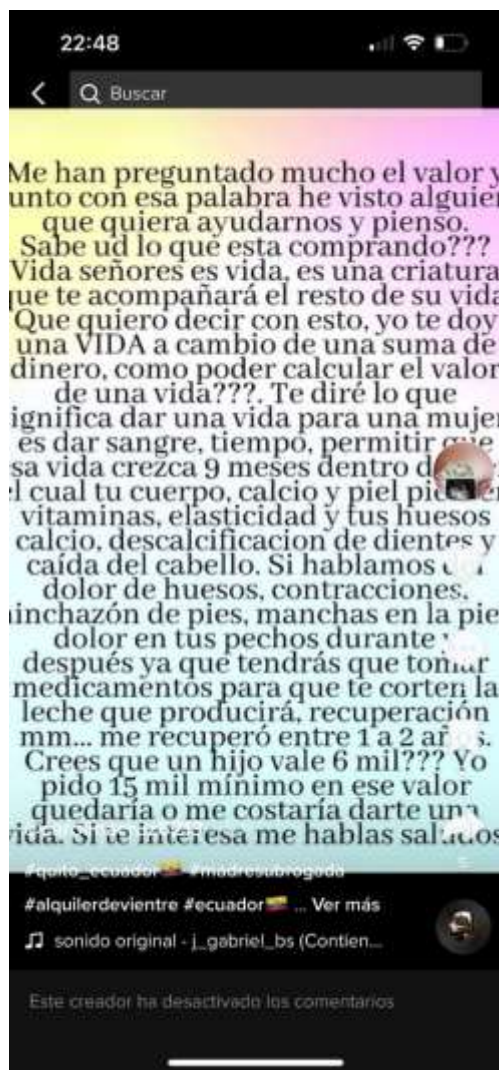 22:48
Buscar
Me han preguntado mucho el valor y
unto con esa palabra he visto alguien
que quiera ayudarnos y pienso.
Sabe ud lo que esta comprando???
Vida señores es vida, es una criatura
que te acompañará el resto de su vida
Que quiero decir con esto, yo te doy
una VIDA a cambio de una suma de
dinero, como poder calcular el valor
de una vida???. Te diré lo que
ignifica dar una vida para una mujer
es dar sangre, tiempo, permitir que
sa vida crezca 9 meses dentro
el cual tu cuerpo, calcio y piel
vitaminas, elasticidad y tus huesos
calcio, descalcificacion de dientes y
caída del cabello. Si hablamos
dolor de huesos, contracciones,
inchazón de pies, manchas en la pie
dolor en tus pechos durante
después ya que tendrás que tomar
medicamentos para que te corten la
leche que producirá, recuperación
mm... me recuperó entre 1 a 2 años.
Crees que un hijo vale 6 mil??? Yo
pido 15 mil mínimo en ese valor
quedaría o me costaría darte una
vida. Si te interesa me hablas saludos
#quito_ecuador🇪🇨 #madresubrogada
#alquilerdevientre #ecuador🇪🇨 ... Ver más
sonido original - j_gabriel_bs (Contien...
Este creador ha desactivado los comentarios